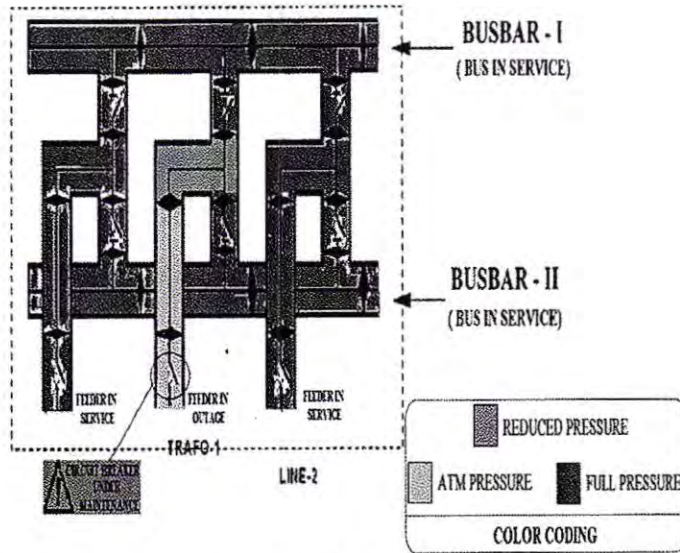 BUSBAR - I
( BUS IN SERVICE)
BUSBAR - II
( BUS IN SERVICE)
FEEDER IN
SERVICE
FEEDER IN
OUTAGE
FEEDER IN
SERVICE
TRAFO-1
LINE-2
CIRCUIT BREAKER
UNDER
MAINTENANCE
REDUCED PRESSURE
ATM PRESSURE
FULL PRESSURE
COLOR CODING